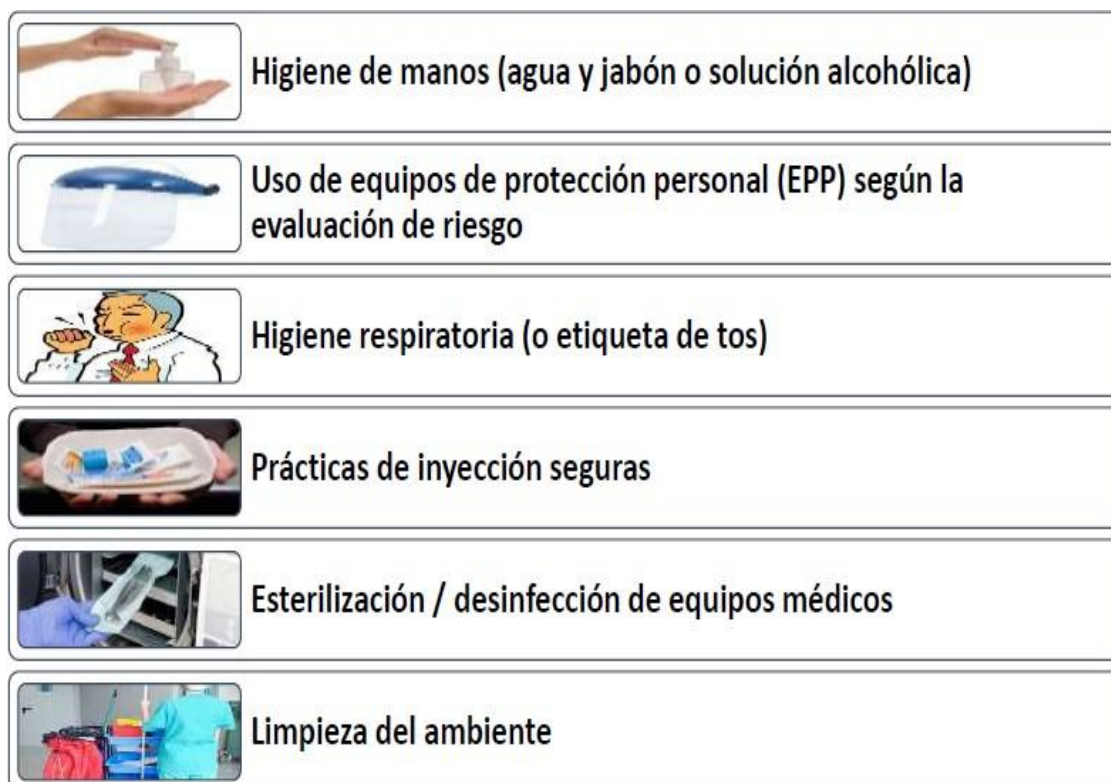 Higiene de manos (agua y jabón o solución alcohólica)
Uso de equipos de protección personal (EPP) según la
evaluación de riesgo
Higiene respiratoria (o etiqueta de tos)
Prácticas de inyección seguras
Esterilización / desinfección de equipos médicos
Limpieza del ambiente